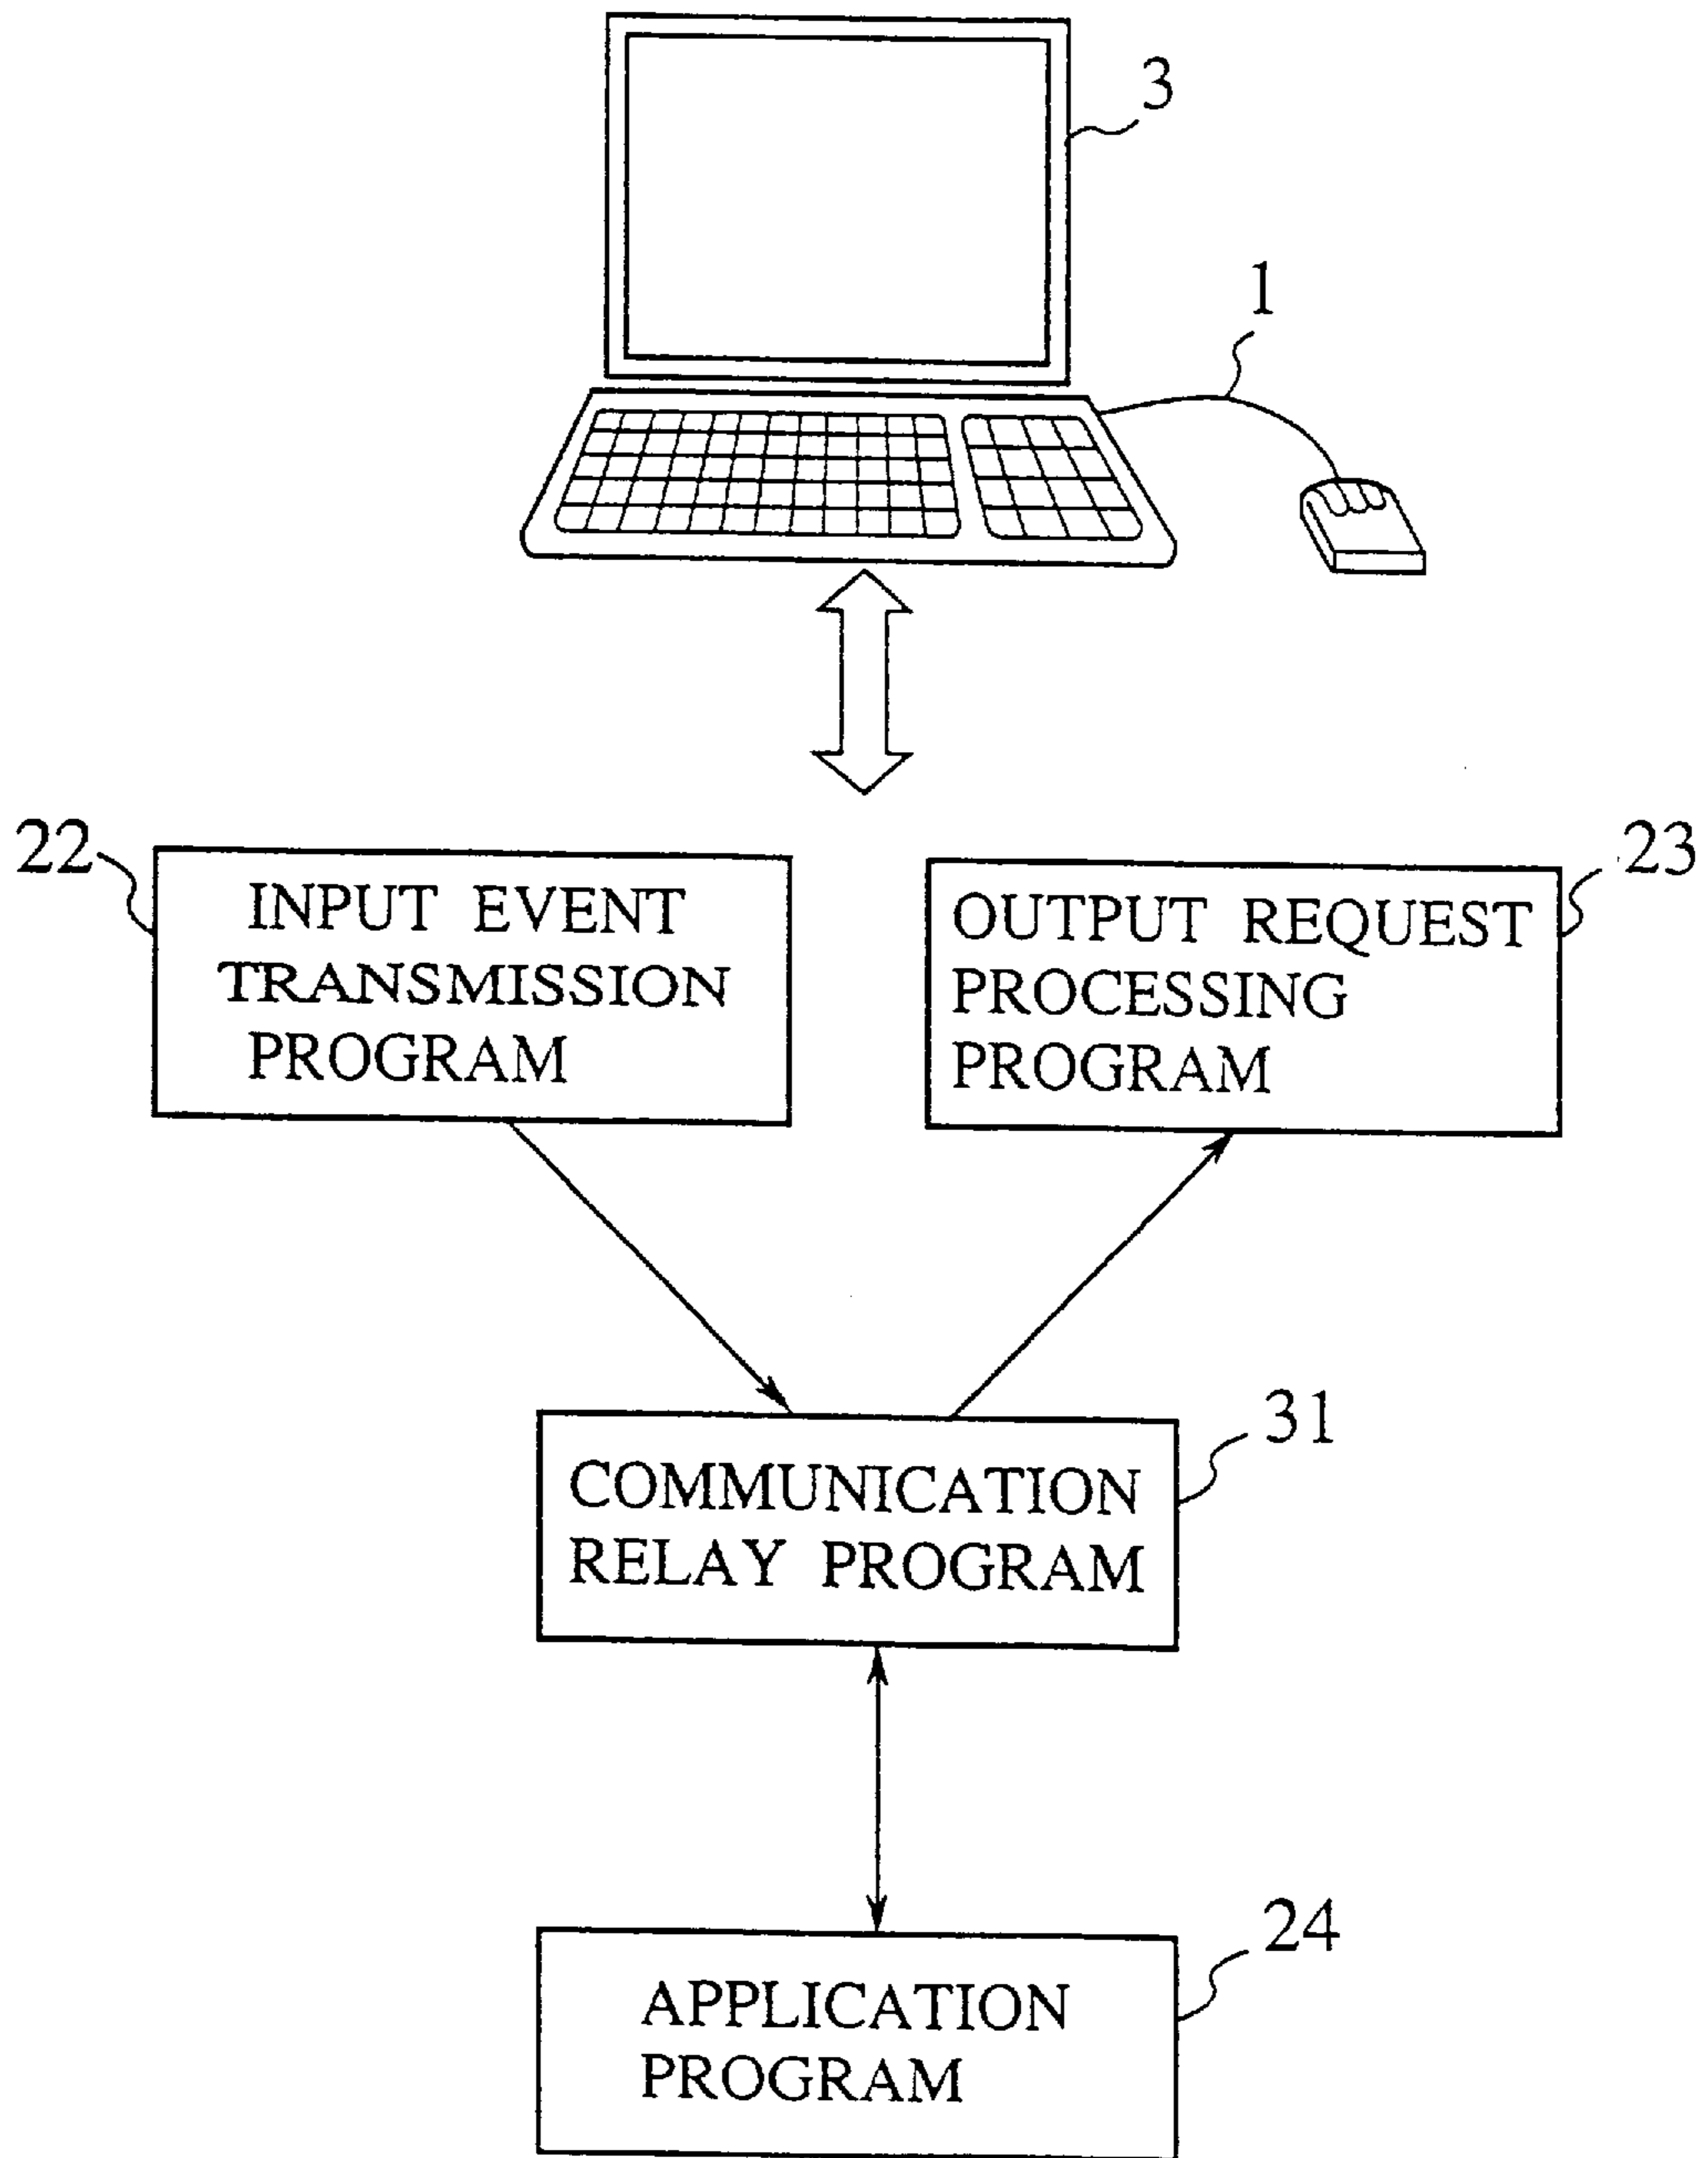 3
1
22
INPUT EVENT
TRANSMISSION
PROGRAM
OUTPUT REQUEST
PROCESSING
PROGRAM
23
COMMUNICATION
RELAY PROGRAM
31
APPLICATION
PROGRAM
24